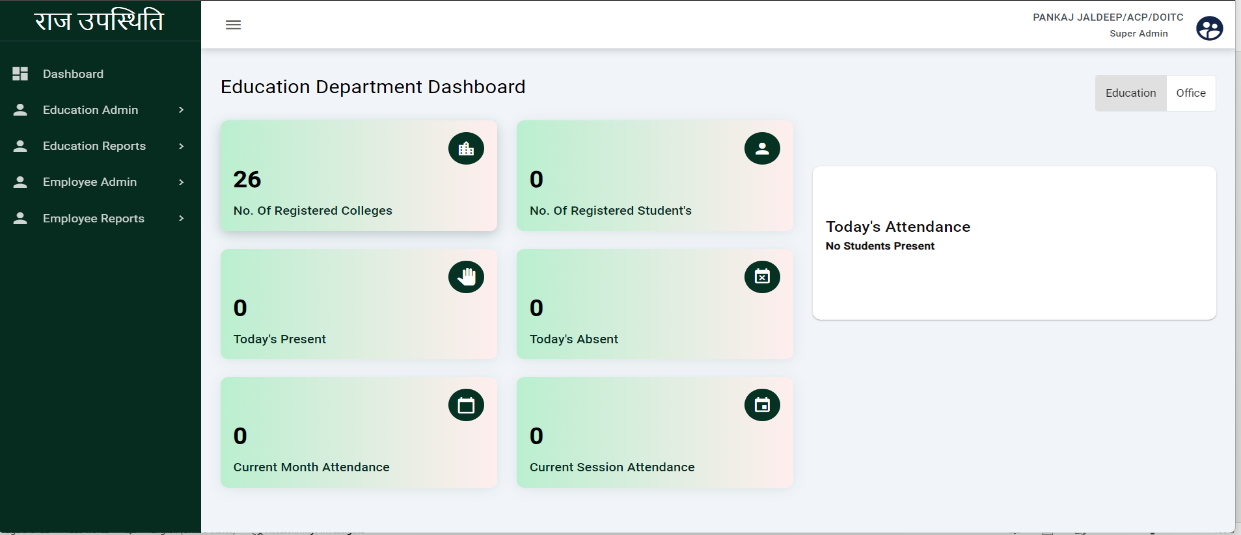 राज उपस्थिति
PANKAJ JALDEEP/ACP/DOITC
Super Admin
Dashboard
Education Admin
Education Reports
Employee Admin
Employee Reports
Education Department Dashboard
Education
Office
26
No. Of Registered Colleges
0
No. Of Registered Student's
Today's Attendance
No Students Present
0
Today's Present
0
Today's Absent
0
Current Month Attendance
0
Current Session Attendance